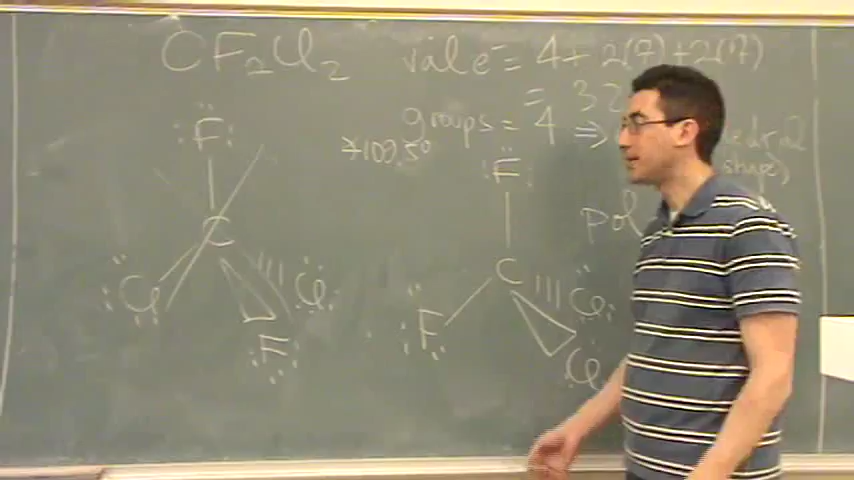 CF2Cl2
val e⁻ = 4 + 2(7) + 2(7)
= 32
groups = 4 ⇒
≠109.5°
shape)
pol
F
C
Cl
Cl
F
F
C
F
Cl
Cl